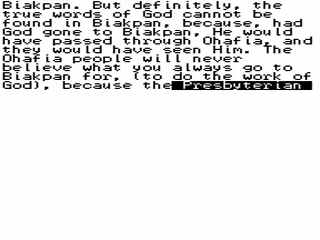 Biakpan. But definitely, the
true words of God cannot be
found in Biakpan, because, had
God gone to Biakpan, He would
have passed through Ohafia, and
they would have seen Him. The
Ohafia people will never
believe what you always go to
Biakpan for, (to do the work of
God), because the Presbyterian